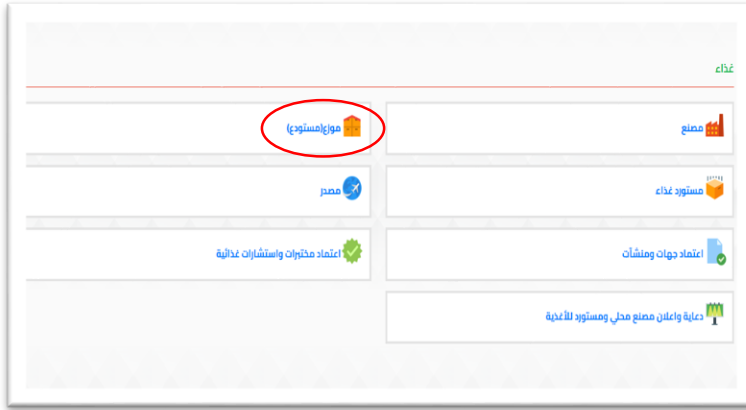 غذاء
مصنع
موزع(مستودع)
مستورد غذاء
مصدر
اعتماد جهات ومنشآت
اعتماد مختبرات واستشارات غذائية
دعاية واعلان مصنع محلي ومستورد للأغذية